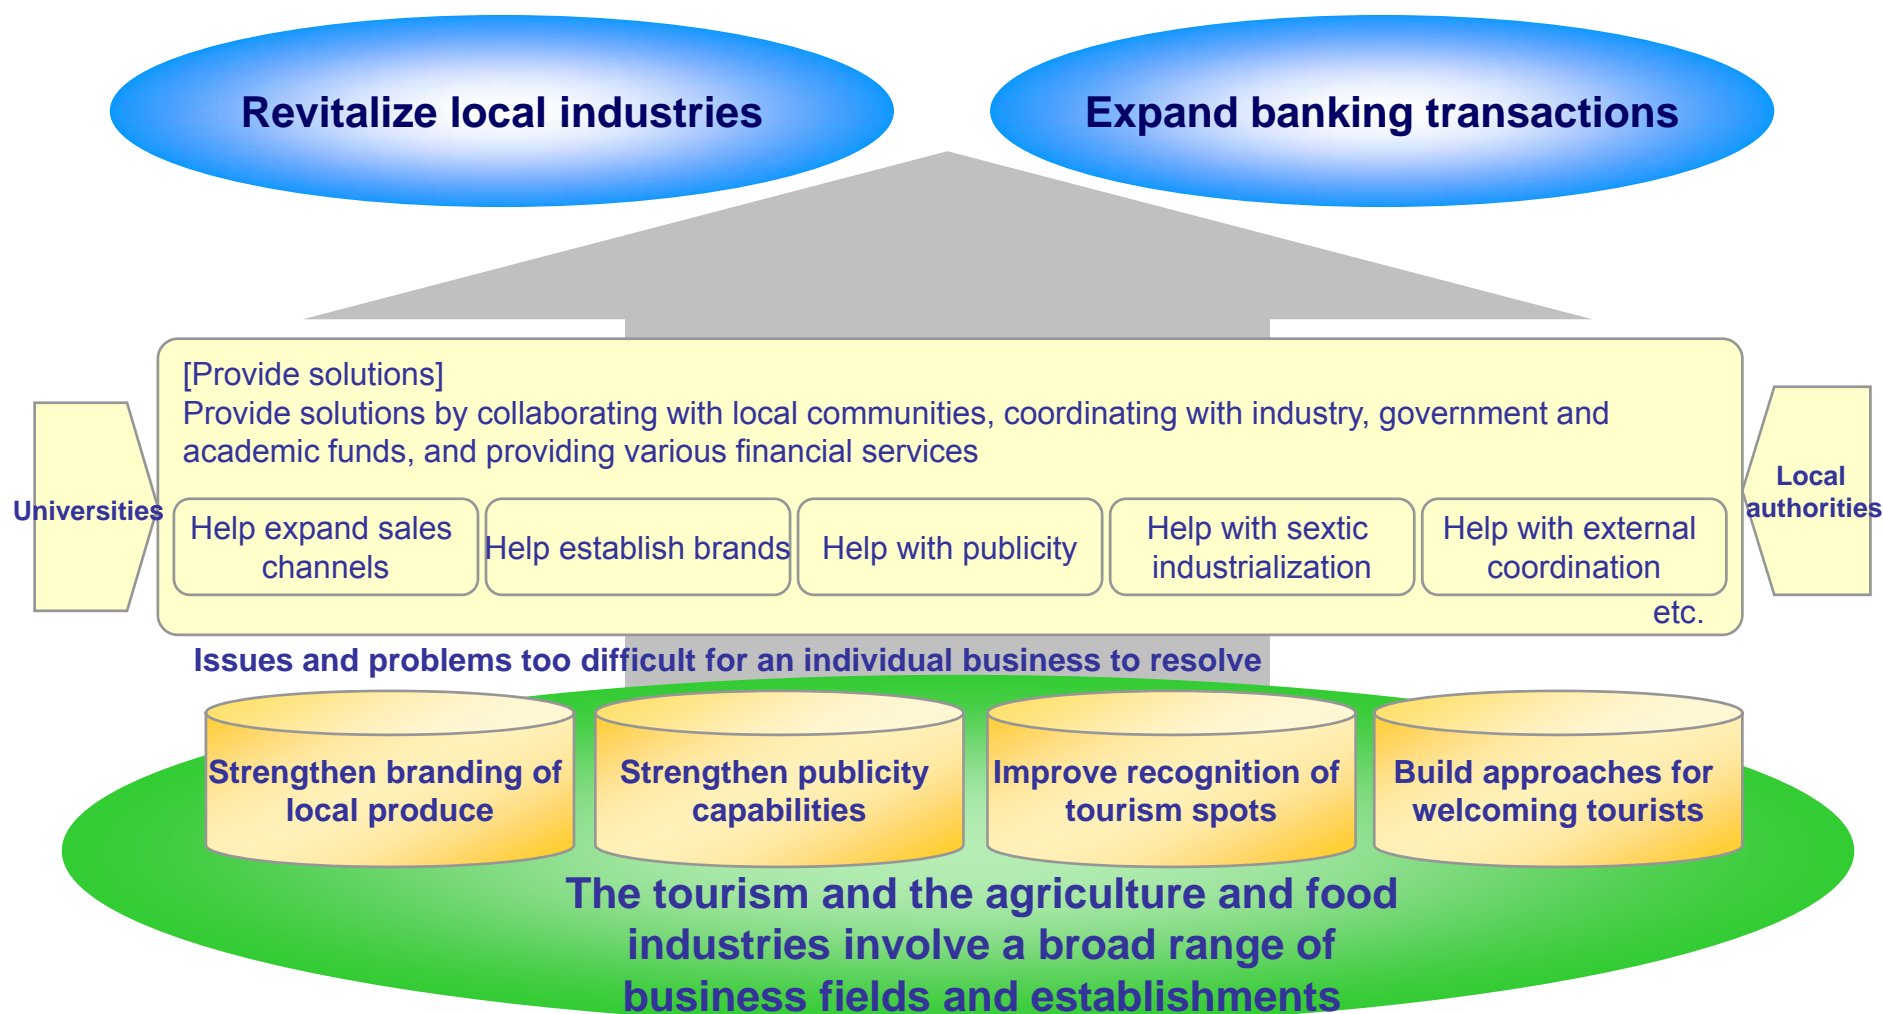 Revitalize local industries
Expand banking transactions
[Provide solutions]
Provide solutions by collaborating with local communities, coordinating with industry, government and
academic funds, and providing various financial services
Universities
Local
authorities
Help expand sales
channels
Help establish brands
Help with publicity
Help with sextic
industrialization
Help with external
coordination
etc.
Issues and problems too difficult for an individual business to resolve
Strengthen branding of
local produce
Strengthen publicity
capabilities
Improve recognition of
tourism spots
Build approaches for
welcoming tourists
The tourism and the agriculture and food
industries involve a broad range of
business fields and establishments